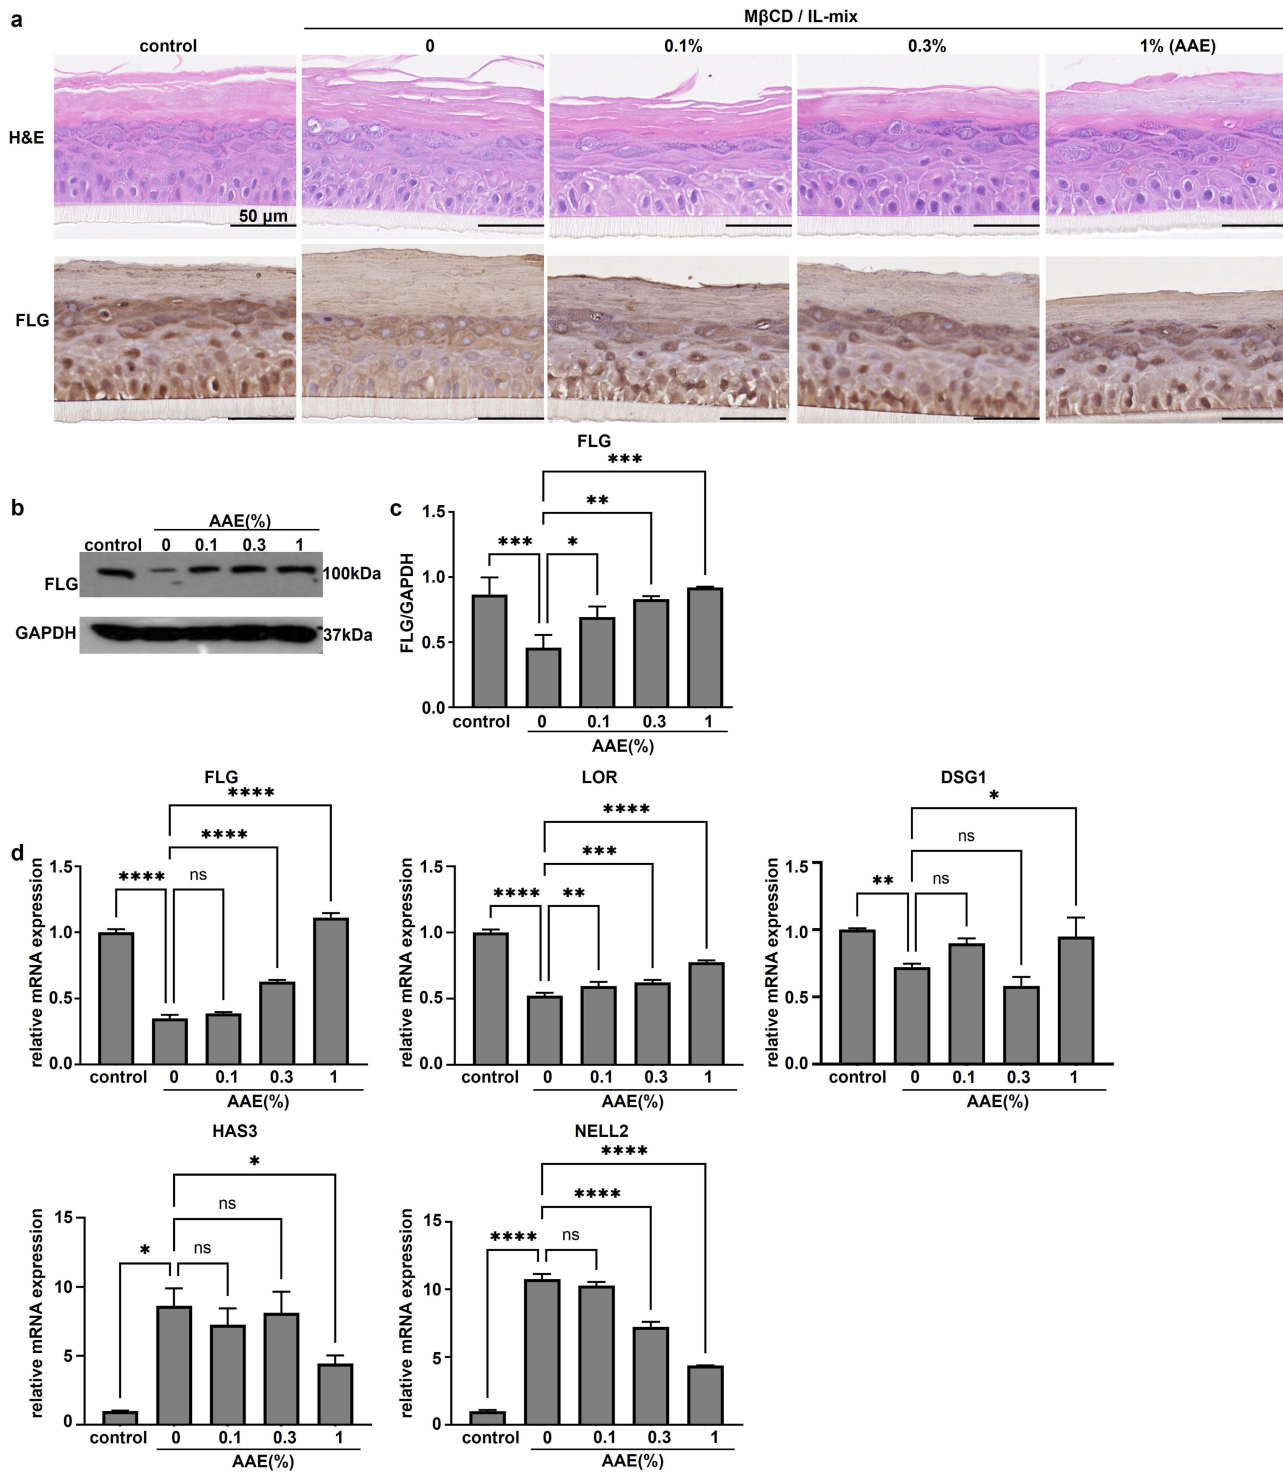 a
MβCD / IL-mix
control 0 0.1% 0.3% 1% (AAE)
H&E
50 µm
FLG
b
AAE(%)
control 0 0.1 0.3 1
FLG 100kDa
GAPDH 37kDa
c
FLG
***
**
*** *
FLG/GAPDH
1.5
1.0
0.5
0.0
control 0 0.1 0.3 1
AAE(%)
d
FLG
****
****
**** ns
relative mRNA expression
1.5
1.0
0.5
0.0
control 0 0.1 0.3 1
AAE(%)
LOR
****
***
**** **
relative mRNA expression
1.5
1.0
0.5
0.0
control 0 0.1 0.3 1
AAE(%)
DSG1
*
ns
** ns
relative mRNA expression
1.5
1.0
0.5
0.0
control 0 0.1 0.3 1
AAE(%)
HAS3
*
ns
* ns
relative mRNA expression
15
10
5
0
control 0 0.1 0.3 1
AAE(%)
NELL2
****
****
**** ns
relative mRNA expression
15
10
5
0
control 0 0.1 0.3 1
AAE(%)